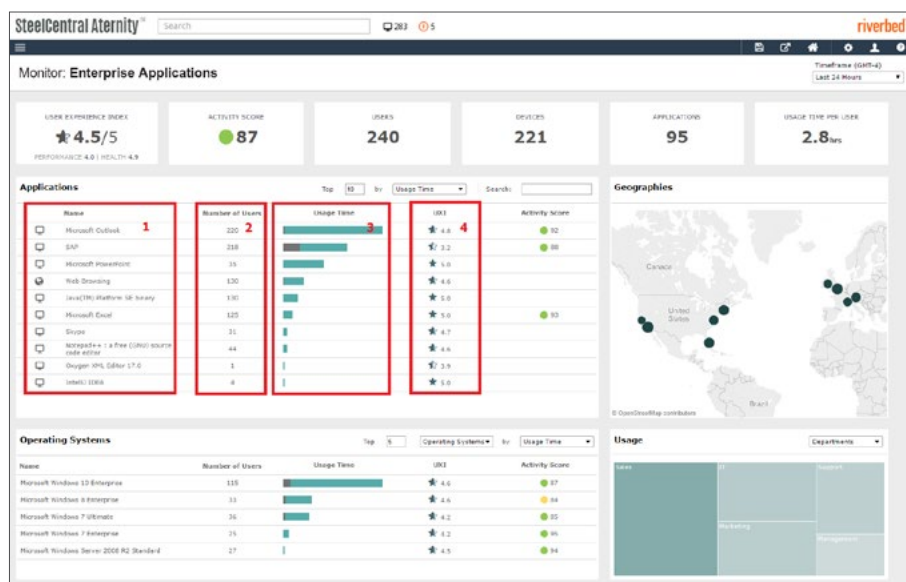 SteelCentral Aternity™ Search 283 5 riverbed
Monitor: Enterprise Applications
Timeframe (GMT-4)
Last 24 Hours
USER EXPERIENCE INDEX ACTIVITY SCORE USERS DEVICES APPLICATIONS USAGE TIME PER USER
4.5/5 87 240 221 95 2.8hrs
PERFORMANCE 4.0 | HEALTH 4.9
Applications Top 10 by Usage Time Search: Geographies
Name Number of Users Usage Time UXI Activity Score
1 2 3 4
Microsoft Outlook 220 4.8 92
SAP 218 3.2 88
Microsoft PowerPoint 35 5.0
Web Browsing 130 4.6
Java(TM) Platform SE binary 130 5.0
Microsoft Excel 125 5.0 93
Skype 31 4.7
Notepad++ : a free (GNU) source
code editor 44 4.6
Oxygen XML Editor 17.0 1 3.9
IntelliJ IDEA 5.0
Canada
United
States
Brazil
© OpenStreetMap contributors
Operating Systems Top 5 Operating Systems by Usage Time Usage Departments
Name Number of Users Usage Time UXI Activity Score
Microsoft Windows 10 Enterprise 115 4.6 87
Microsoft Windows 8 Enterprise 33 4.6 84
Microsoft Windows 7 Ultimate 36 4.2 85
Microsoft Windows 7 Enterprise 25 4.2
Microsoft Windows Server 2008 R2 Standard 27 4.5 94
Sales IT Support
Marketing
Management